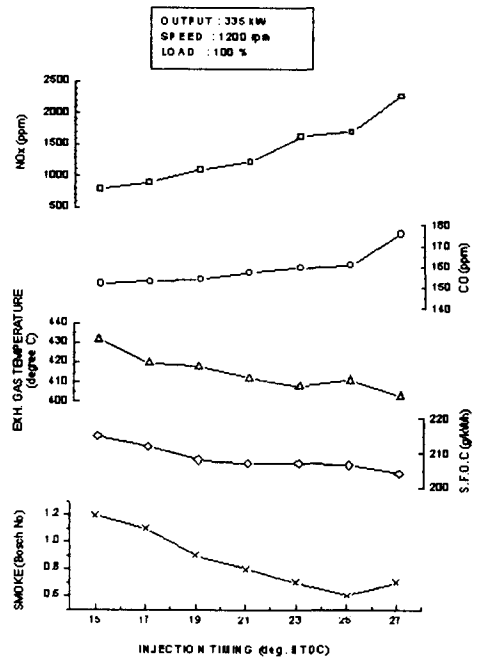 OUTPUT : 335 kW
SPEED : 1200 rpm
LOAD : 100 %
2500
2000
1500
1000
500
NOx (ppm)
180
170
160
150
140
CO (ppm)
440
430
420
410
400
EXH. GAS TEMPERATURE
(degree C)
220
210
200
S.F.O.C (g/kWh)
1.2
1.0
0.8
0.6
SMOKE (Bosch No)
15 17 19 21 23 25 27
INJECTION TIMING (deg. BTDC)